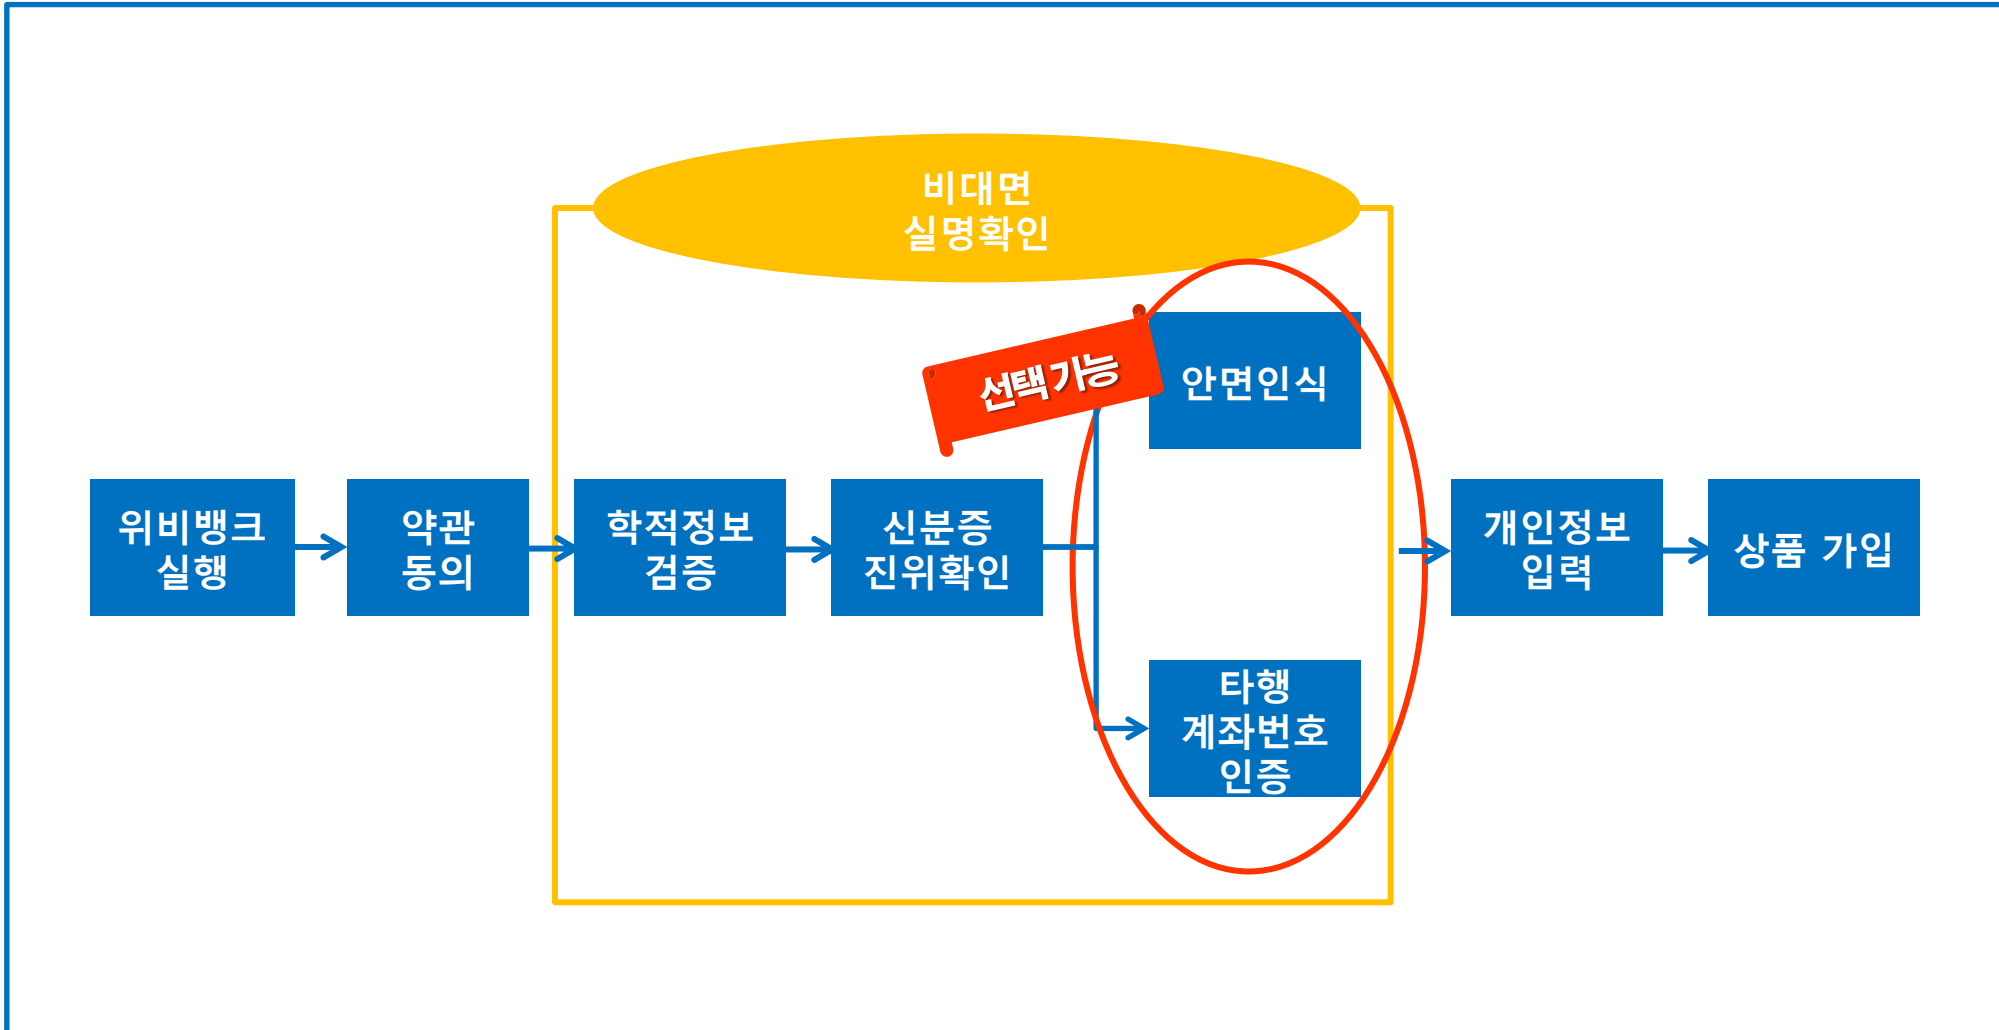 비대면
실명확인
선택 가능
안면인식
위비뱅크
실행
약관
동의
학적정보
검증
신분증
진위확인
타행
계좌번호
인증
개인정보
입력
상품 가입